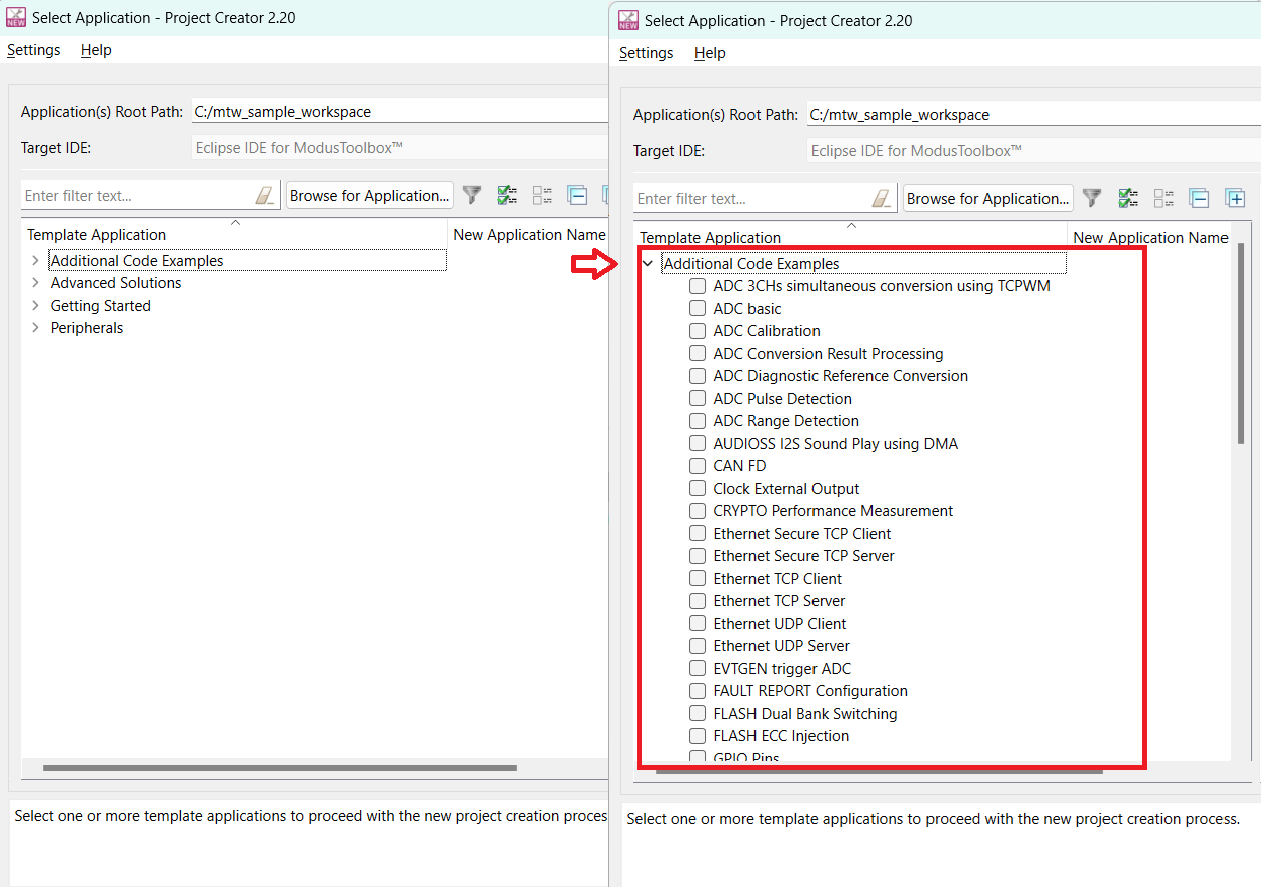 Select Application - Project Creator 2.20
Settings Help
Application(s) Root Path: C:/mtw_sample_workspace
Target IDE: Eclipse IDE for ModusToolbox™
Enter filter text... Browse for Application...
Template Application New Application Name
Additional Code Examples
Advanced Solutions
Getting Started
Peripherals
Select one or more template applications to proceed with the new project creation proces
NEW
Select Application - Project Creator 2.20
Settings Help
Application(s) Root Path: C:/mtw_sample_workspace
Target IDE: Eclipse IDE for ModusToolbox™
Enter filter text... Browse for Application...
Template Application New Application Name
Additional Code Examples
ADC 3CHs simultaneous conversion using TCPWM
ADC basic
ADC Calibration
ADC Conversion Result Processing
ADC Diagnostic Reference Conversion
ADC Pulse Detection
ADC Range Detection
AUDIOSS I2S Sound Play using DMA
CAN FD
Clock External Output
CRYPTO Performance Measurement
Ethernet Secure TCP Client
Ethernet Secure TCP Server
Ethernet TCP Client
Ethernet TCP Server
Ethernet UDP Client
Ethernet UDP Server
EVTGEN trigger ADC
FAULT REPORT Configuration
FLASH Dual Bank Switching
FLASH ECC Injection
GPIO Pins
Select one or more template applications to proceed with the new project creation process.
NEW